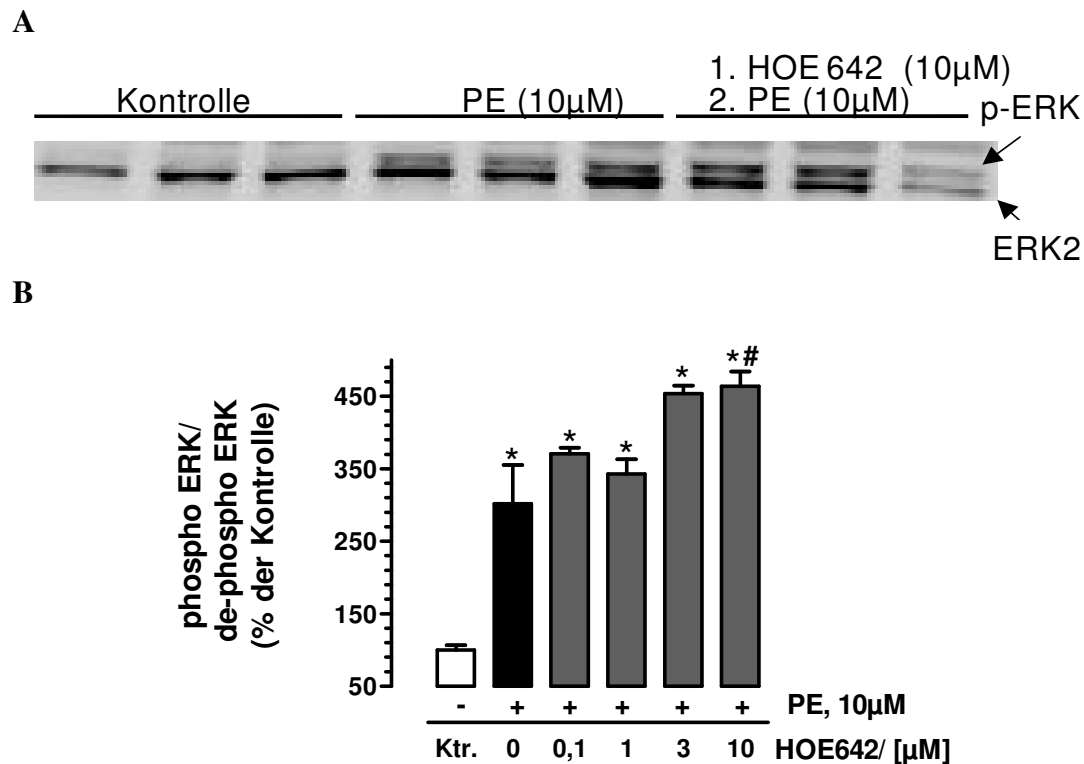 A
Kontrolle
PE (10µM)
1. HOE 642 (10µM)
2. PE (10µM)
p-ERK
ERK2
B
phospho ERK/
de-phospho ERK
(% der Kontrolle)
450
350
250
150
50
* * * * *#
- + + + + + PE, 10µM
Ktr. 0 0,1 1 3 10 HOE642/ [µM]